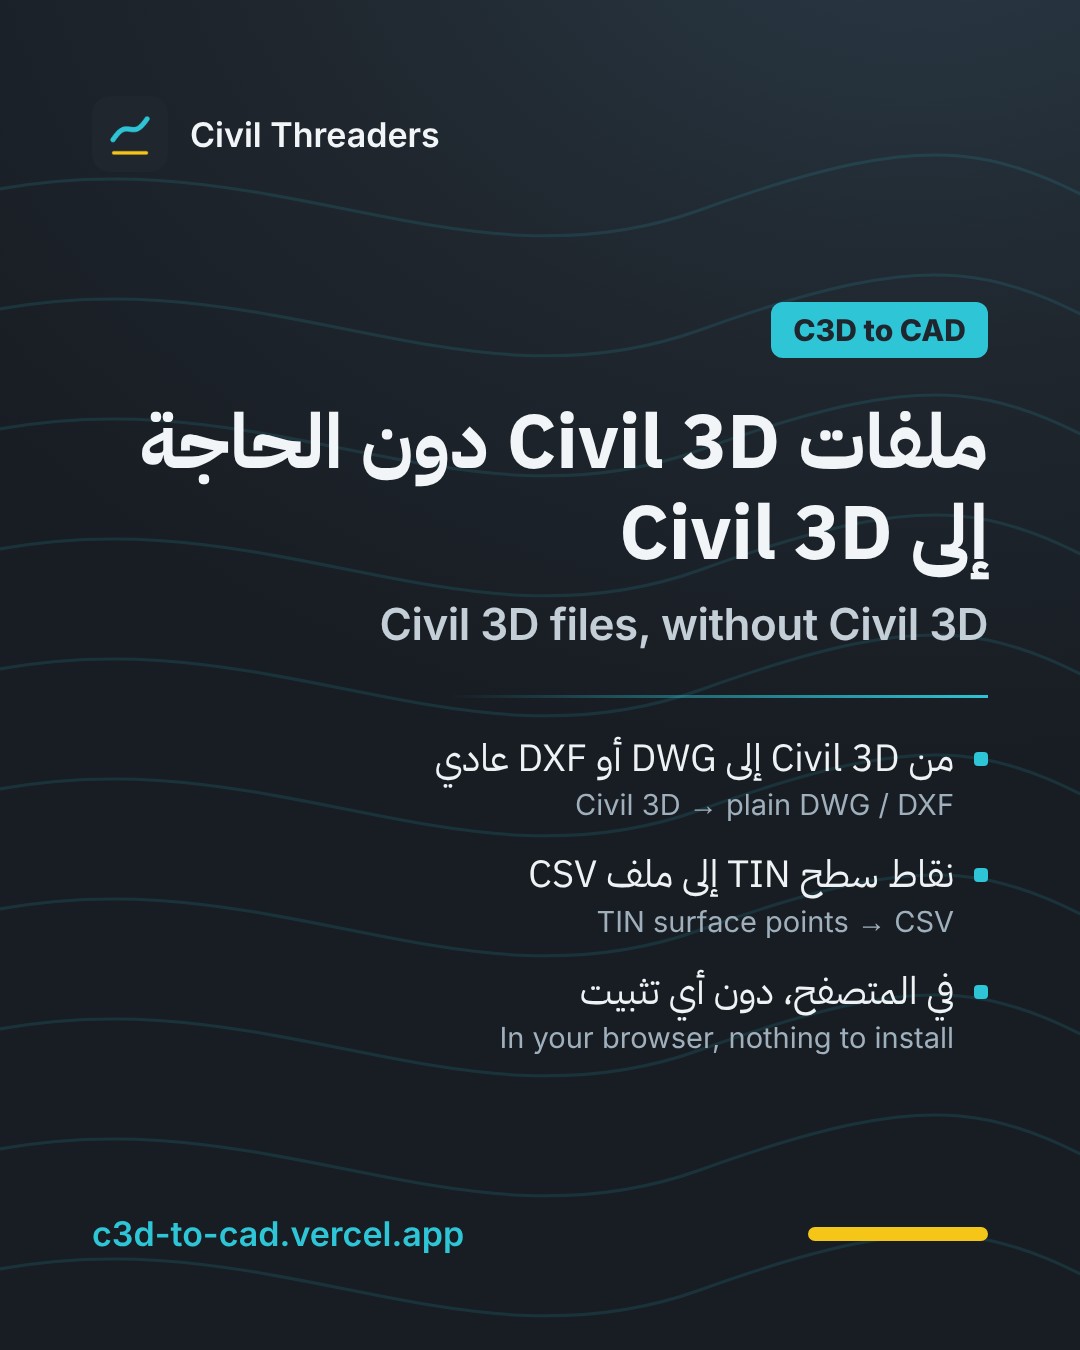 Civil Threaders
C3D to CAD
ملفات Civil 3D دون الحاجة
إلى Civil 3D
Civil 3D files, without Civil 3D
من Civil 3D إلى DWG أو DXF عادي
Civil 3D → plain DWG / DXF
نقاط سطح TIN إلى ملف CSV
TIN surface points → CSV
في المتصفح، دون أي تثبيت
In your browser, nothing to install
c3d-to-cad.vercel.app